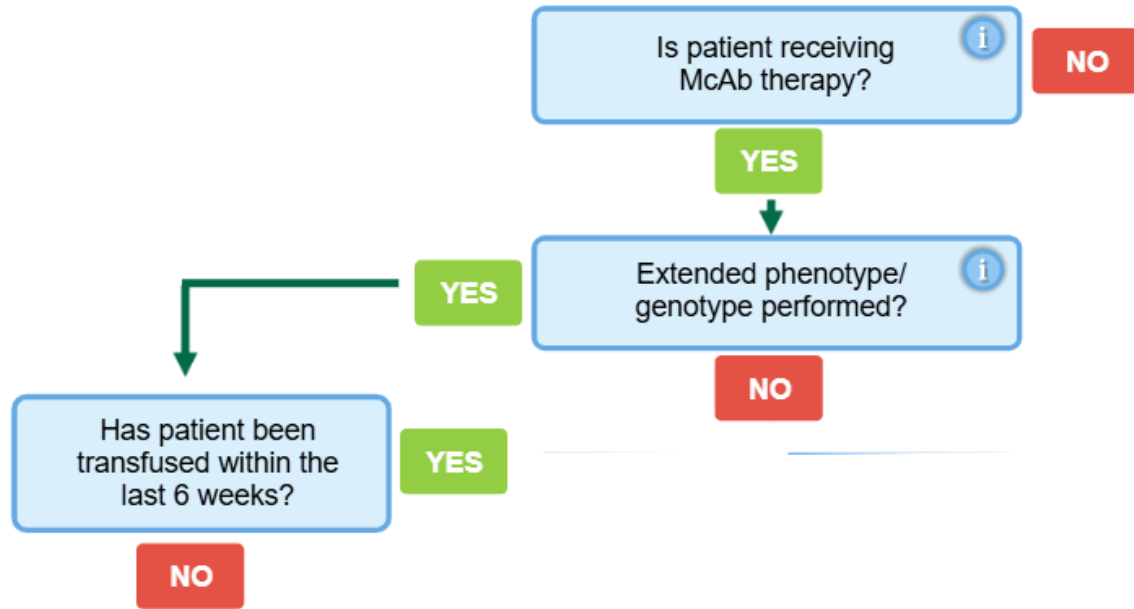 Is patient receiving
McAb therapy?
i
NO
YES
Extended phenotype/
genotype performed?
i
YES
NO
Has patient been
transfused within the
last 6 weeks?
YES
NO